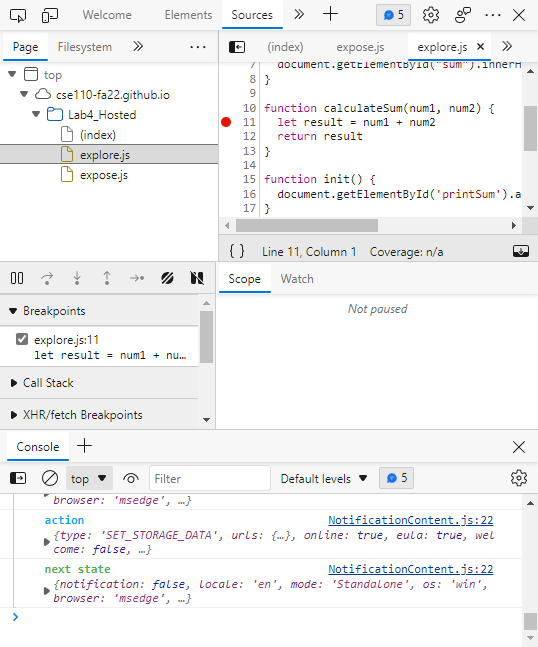 Welcome Elements Sources 5
Page Filesystem
(index) expose.js explore.js
top
cse110-fa22.github.io
Lab4_Hosted
(index)
explore.js
expose.js
7 document.getElementById("sum").innerH
8 }
9
10 function calculateSum(num1, num2) {
11 let result = num1 + num2
12 return result
13 }
14
15 function init() {
16 document.getElementById('printSum').a
17 }
{ } Line 11, Column 1 Coverage: n/a
Scope Watch
Not paused
Breakpoints
explore.js:11
let result = num1 + nu…
Call Stack
XHR/fetch Breakpoints
Console
top Filter Default levels 5
browser: 'msedge', …}
action NotificationContent.js:22
{type: 'SET_STORAGE_DATA', urls: {…}, online: true, eula: true, wel
come: false, …}
next state NotificationContent.js:22
{notification: false, locale: 'en', mode: 'Standalone', os: 'win',
browser: 'msedge', …}